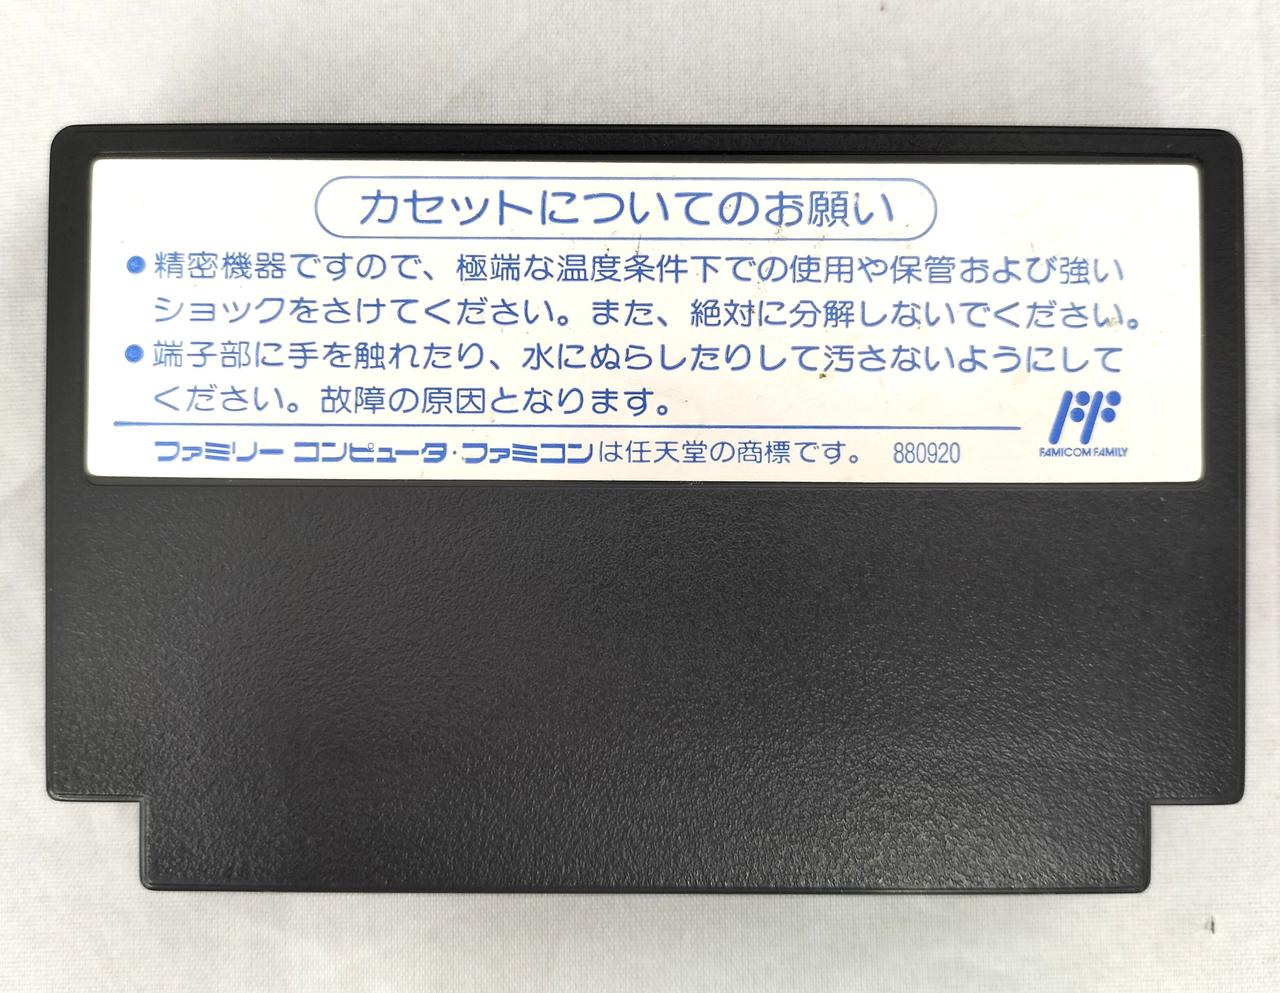 カセットについてのお願い
●精密機器ですので、極端な温度条件下での使用や保管および強い
ショックをさけてください。また、絶対に分解しないでください。
●端子部に手を触れたり、水にぬらしたりして汚さないようにして
ください。故障の原因となります。
ファミリーコンピュータ・ファミコンは任天堂の商標です。 880920
FAMICOM FAMILY